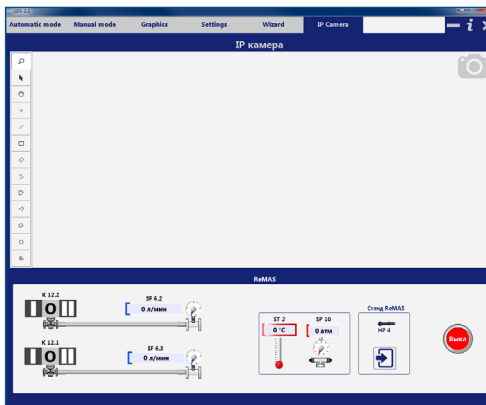 Automatic mode Manual mode Graphics Settings Wizard IP Camera
IP камера
ReMAS
K 12.2
0
SF 6.2
0 л/мин
K 12.1
0
SF 6.3
0 л/мин
ST 2 SP 10
0 °C 0 атм
Стенд ReMAS
HP 4
Выкл